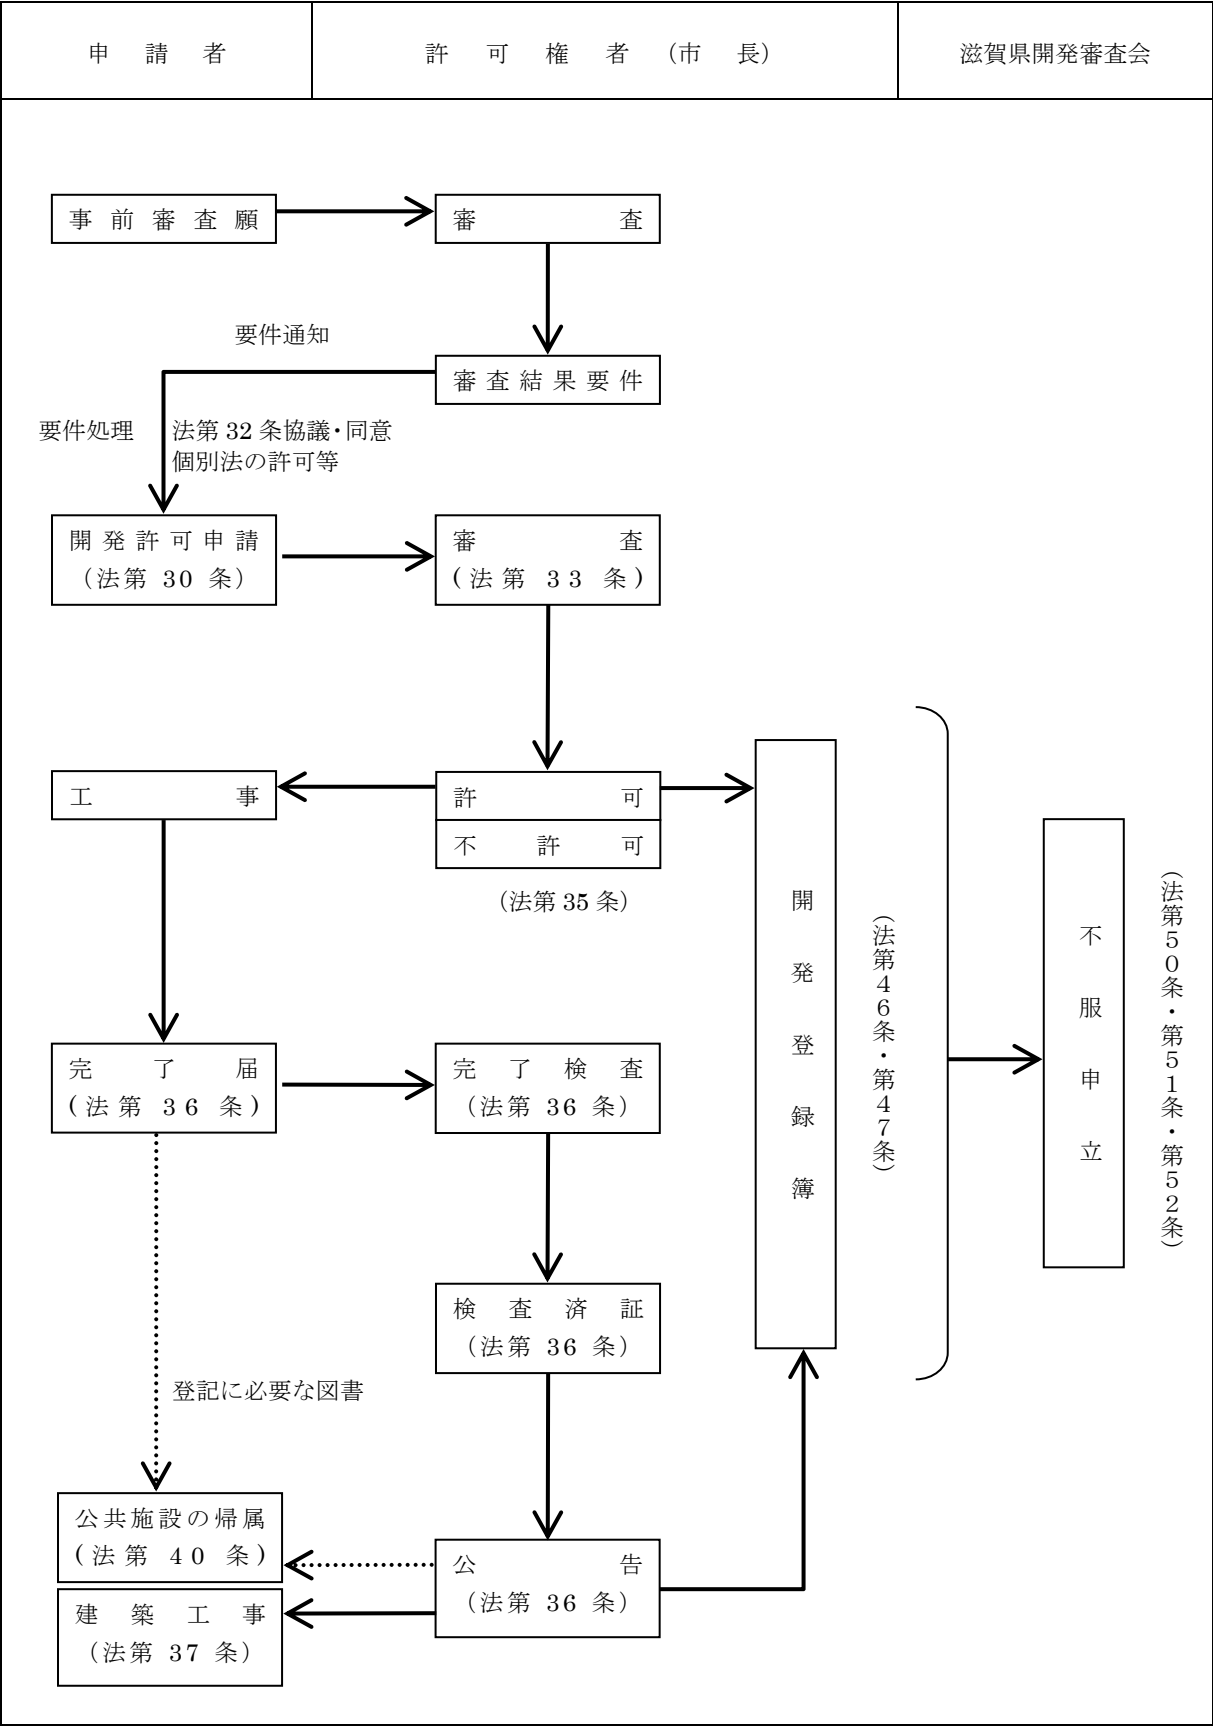 申請者
許可権者（市長）
滋賀県開発審査会
事前審査願
審査
要件通知
審査結果要件
要件処理
法第32条協議・同意
個別法の許可等
開発許可申請
（法第30条）
審査
(法第33条)
工事
許可
不許可
（法第35条）
開発登録簿
（法第46条・第47条）
不服申立
（法第50条・第51条・第52条）
完了届
(法第36条)
完了検査
（法第36条）
検査済証
（法第36条）
登記に必要な図書
公共施設の帰属
(法第40条)
公告
（法第36条）
建築工事
（法第37条）